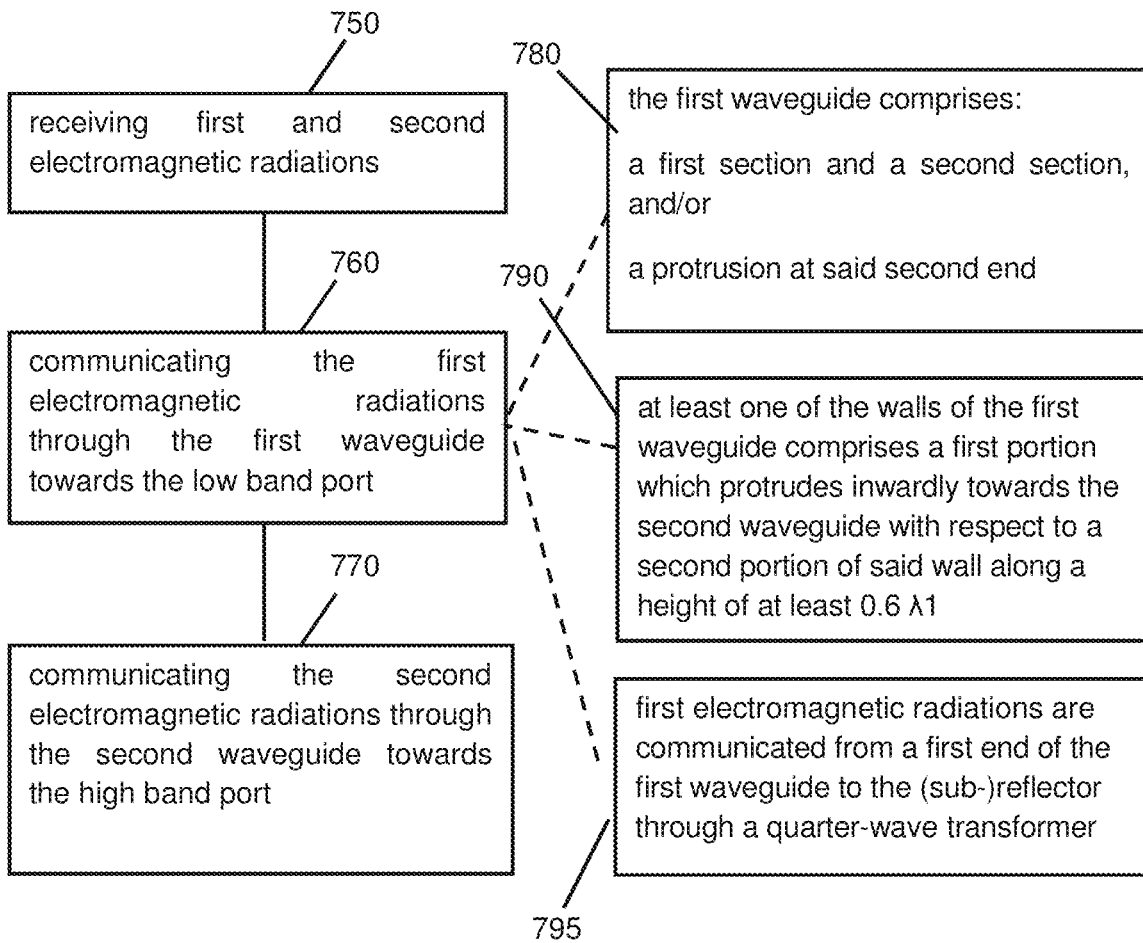 750
receiving first and second
electromagnetic radiations
760
communicating the first
electromagnetic radiations
through the first waveguide
towards the low band port
770
communicating the second
electromagnetic radiations through
the second waveguide towards
the high band port
780
the first waveguide comprises:
a first section and a second section,
and/or
a protrusion at said second end
790
at least one of the walls of the first
waveguide comprises a first portion
which protrudes inwardly towards the
second waveguide with respect to a
second portion of said wall along a
height of at least 0.6 λ1
first electromagnetic radiations are
communicated from a first end of the
first waveguide to the (sub-)reflector
through a quarter-wave transformer
795